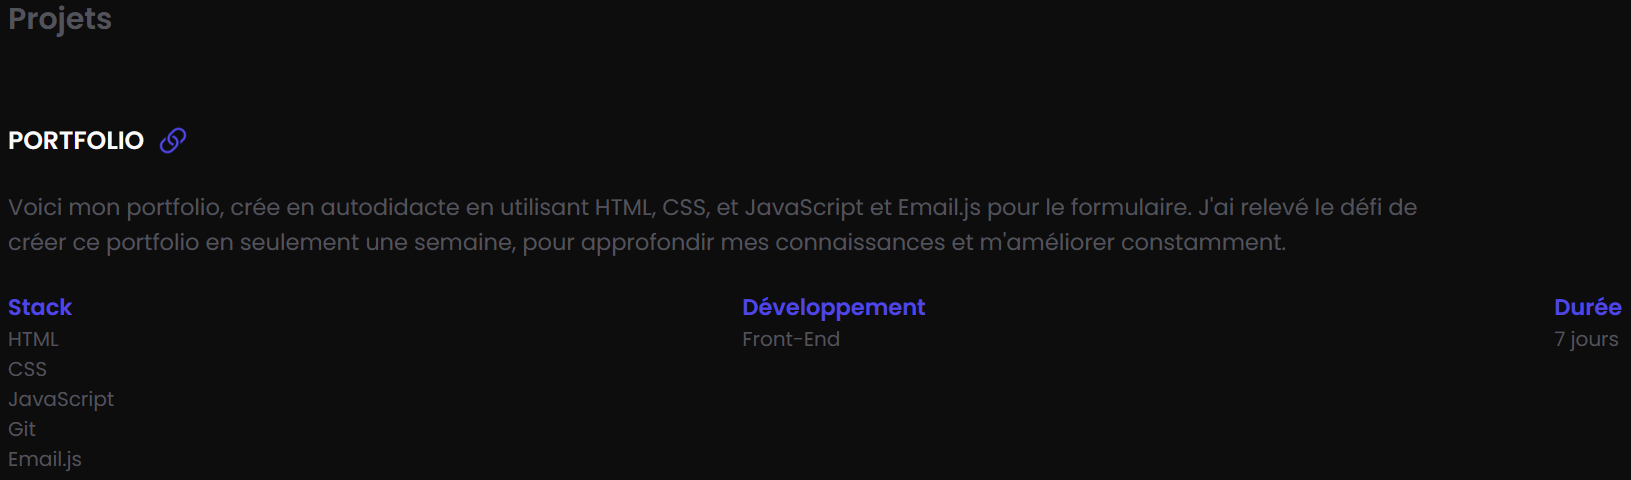 Projets
PORTFOLIO
Voici mon portfolio, crée en autodidacte en utilisant HTML, CSS, et JavaScript et Email.js pour le formulaire. J'ai relevé le défi de
créer ce portfolio en seulement une semaine, pour approfondir mes connaissances et m'améliorer constamment.
Stack
HTML
CSS
JavaScript
Git
Email.js
Développement
Front-End
Durée
7 jours